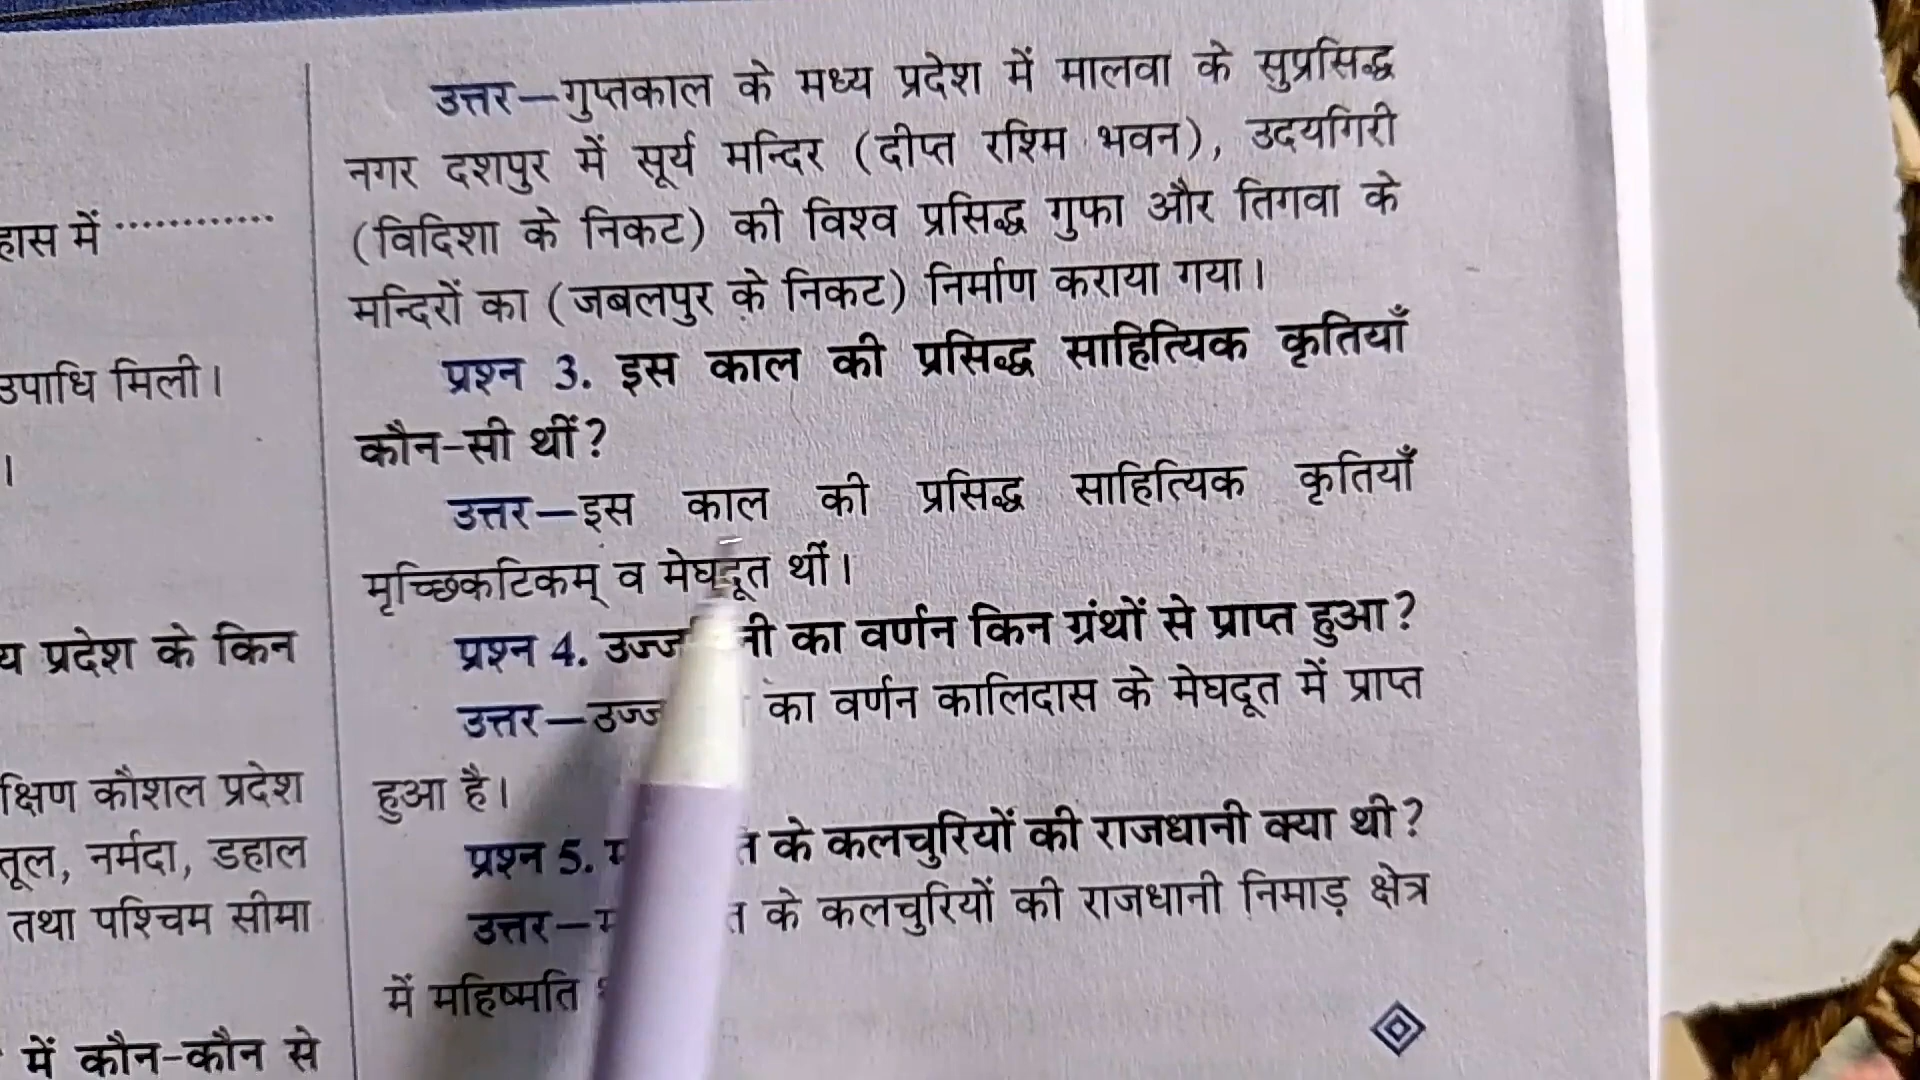 हास में ............
उपाधि मिली।
।
य प्रदेश के किन
क्षिण कौशल प्रदेश
तूल, नर्मदा, डहाल
तथा पश्चिम सीमा
में कौन-कौन से
उत्तर—गुप्तकाल के मध्य प्रदेश में मालवा के सुप्रसिद्ध
नगर दशपुर में सूर्य मन्दिर (दीप्त रश्मि भवन), उदयगिरी
(विदिशा के निकट) की विश्व प्रसिद्ध गुफा और तिगवा के
मन्दिरों का (जबलपुर के निकट) निर्माण कराया गया।
प्रश्न 3. इस काल की प्रसिद्ध साहित्यिक कृतियाँ
कौन-सी थीं?
उत्तर—इस काल की प्रसिद्ध साहित्यिक कृतियाँ
मृच्छिकटिकम् व मेघदूत थीं।
प्रश्न 4. का वर्णन किन ग्रंथों से प्राप्त हुआ?
उत्तर— का वर्णन कालिदास के मेघदूत में प्राप्त
हुआ है।
प्रश्न 5. के कलचुरियों की राजधानी क्या थी?
उत्तर— के कलचुरियों की राजधानी निमाड़ क्षेत्र
में महिष्मति